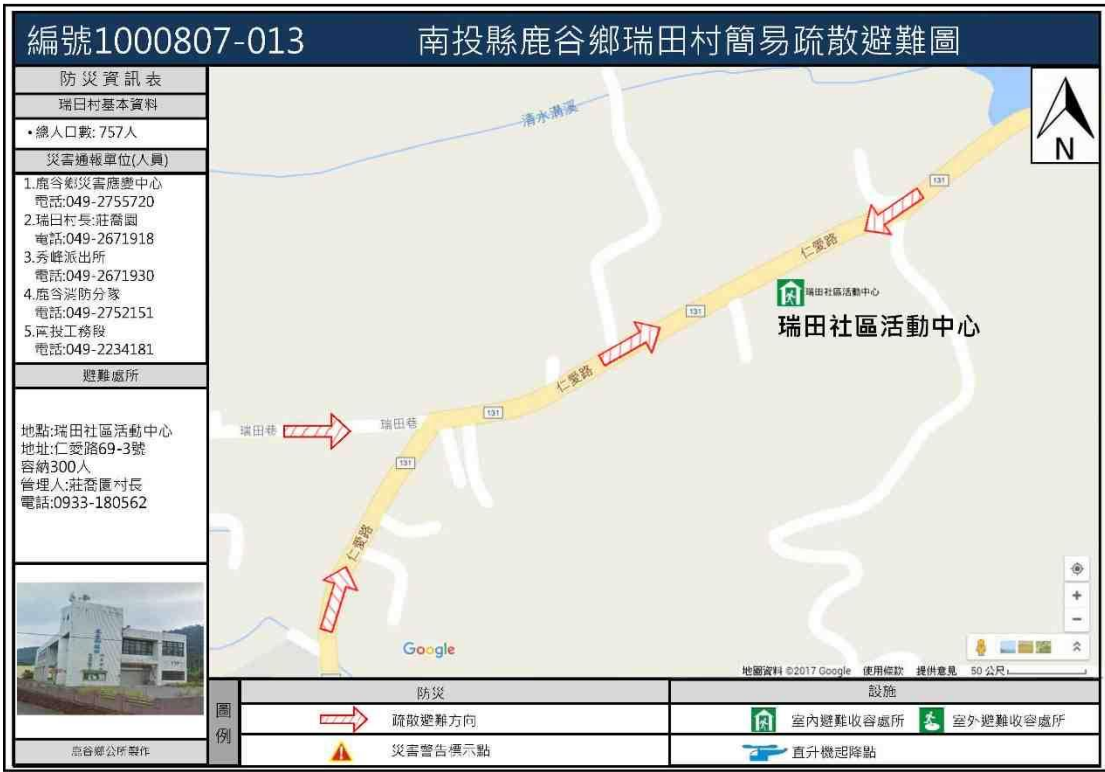 編號1000807-013
南投縣鹿谷鄉瑞田村簡易疏散避難圖
防災資訊表
瑞田村基本資料
•總人口數: 757人
災害通報單位(人員)
1.鹿谷鄉災害應變中心
電話:049-2755720
2.瑞田村長:莊喬
電話:049-2671918
3.秀峰派出所
電話:049-2671930
4.鹿谷消防分隊
電話:049-2752151
5.南投工務段
電話:049-2234181
避難處所
地點:瑞田社區活動中心
地址:仁愛路69-3號
容納300人
管理人:莊喬村長
電話:0933-180562
鹿谷鄉公所製作
清水溝溪
N
131
仁愛路
瑞田社區活動中心
瑞田社區活動中心
131
仁愛路
131
瑞田巷
瑞田巷
131
仁愛路
Google
地圖資料 ©2017 Google 使用條款 提供意見 50 公尺
圖例
防災
設施
疏散避難方向
室內避難收容處所
室外避難收容處所
災害警告標示點
直升機起降點